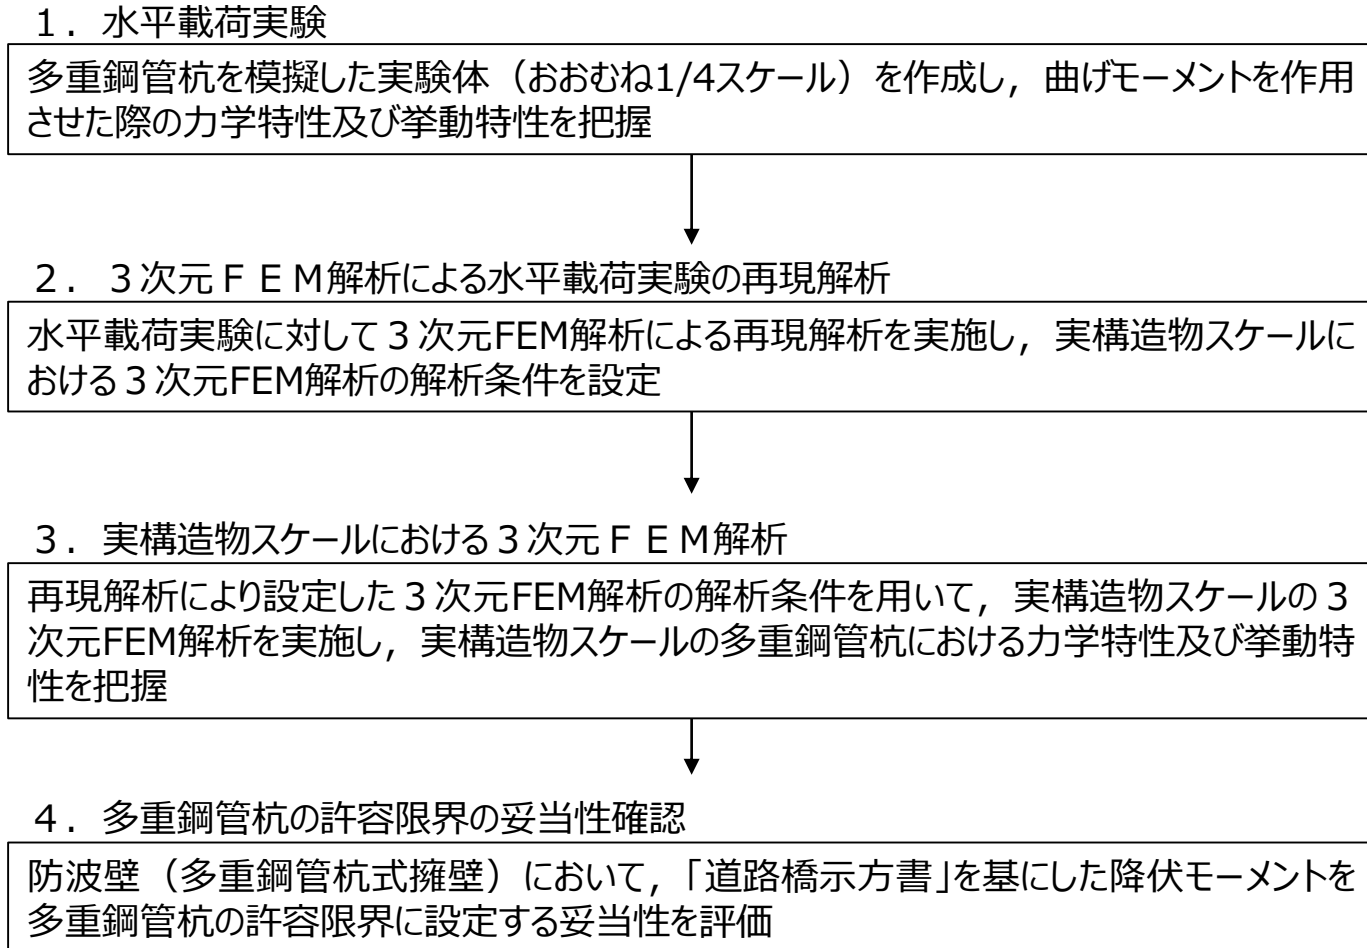 １．水平載荷実験
多重鋼管杭を模擬した実験体（おおむね1/4スケール）を作成し，曲げモーメントを作用
させた際の力学特性及び挙動特性を把握
２．３次元ＦＥＭ解析による水平載荷実験の再現解析
水平載荷実験に対して３次元FEM解析による再現解析を実施し，実構造物スケールに
おける３次元FEM解析の解析条件を設定
３．実構造物スケールにおける３次元ＦＥＭ解析
再現解析により設定した３次元FEM解析の解析条件を用いて，実構造物スケールの３
次元FEM解析を実施し，実構造物スケールの多重鋼管杭における力学特性及び挙動特
性を把握
４．多重鋼管杭の許容限界の妥当性確認
防波壁（多重鋼管杭式擁壁）において，「道路橋示方書」を基にした降伏モーメントを
多重鋼管杭の許容限界に設定する妥当性を評価